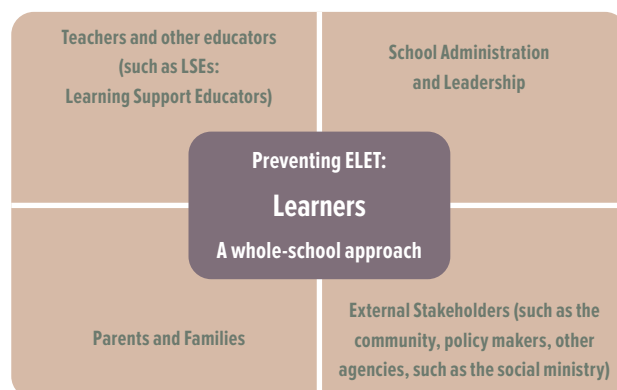 Teachers and other educators
(such as LSEs:
Learning Support Educators)
School Administration
and Leadership
Preventing ELET:
Learners
A whole-school approach
Parents and Families
External Stakeholders (such as the
community, policy makers, other
agencies, such as the social ministry)